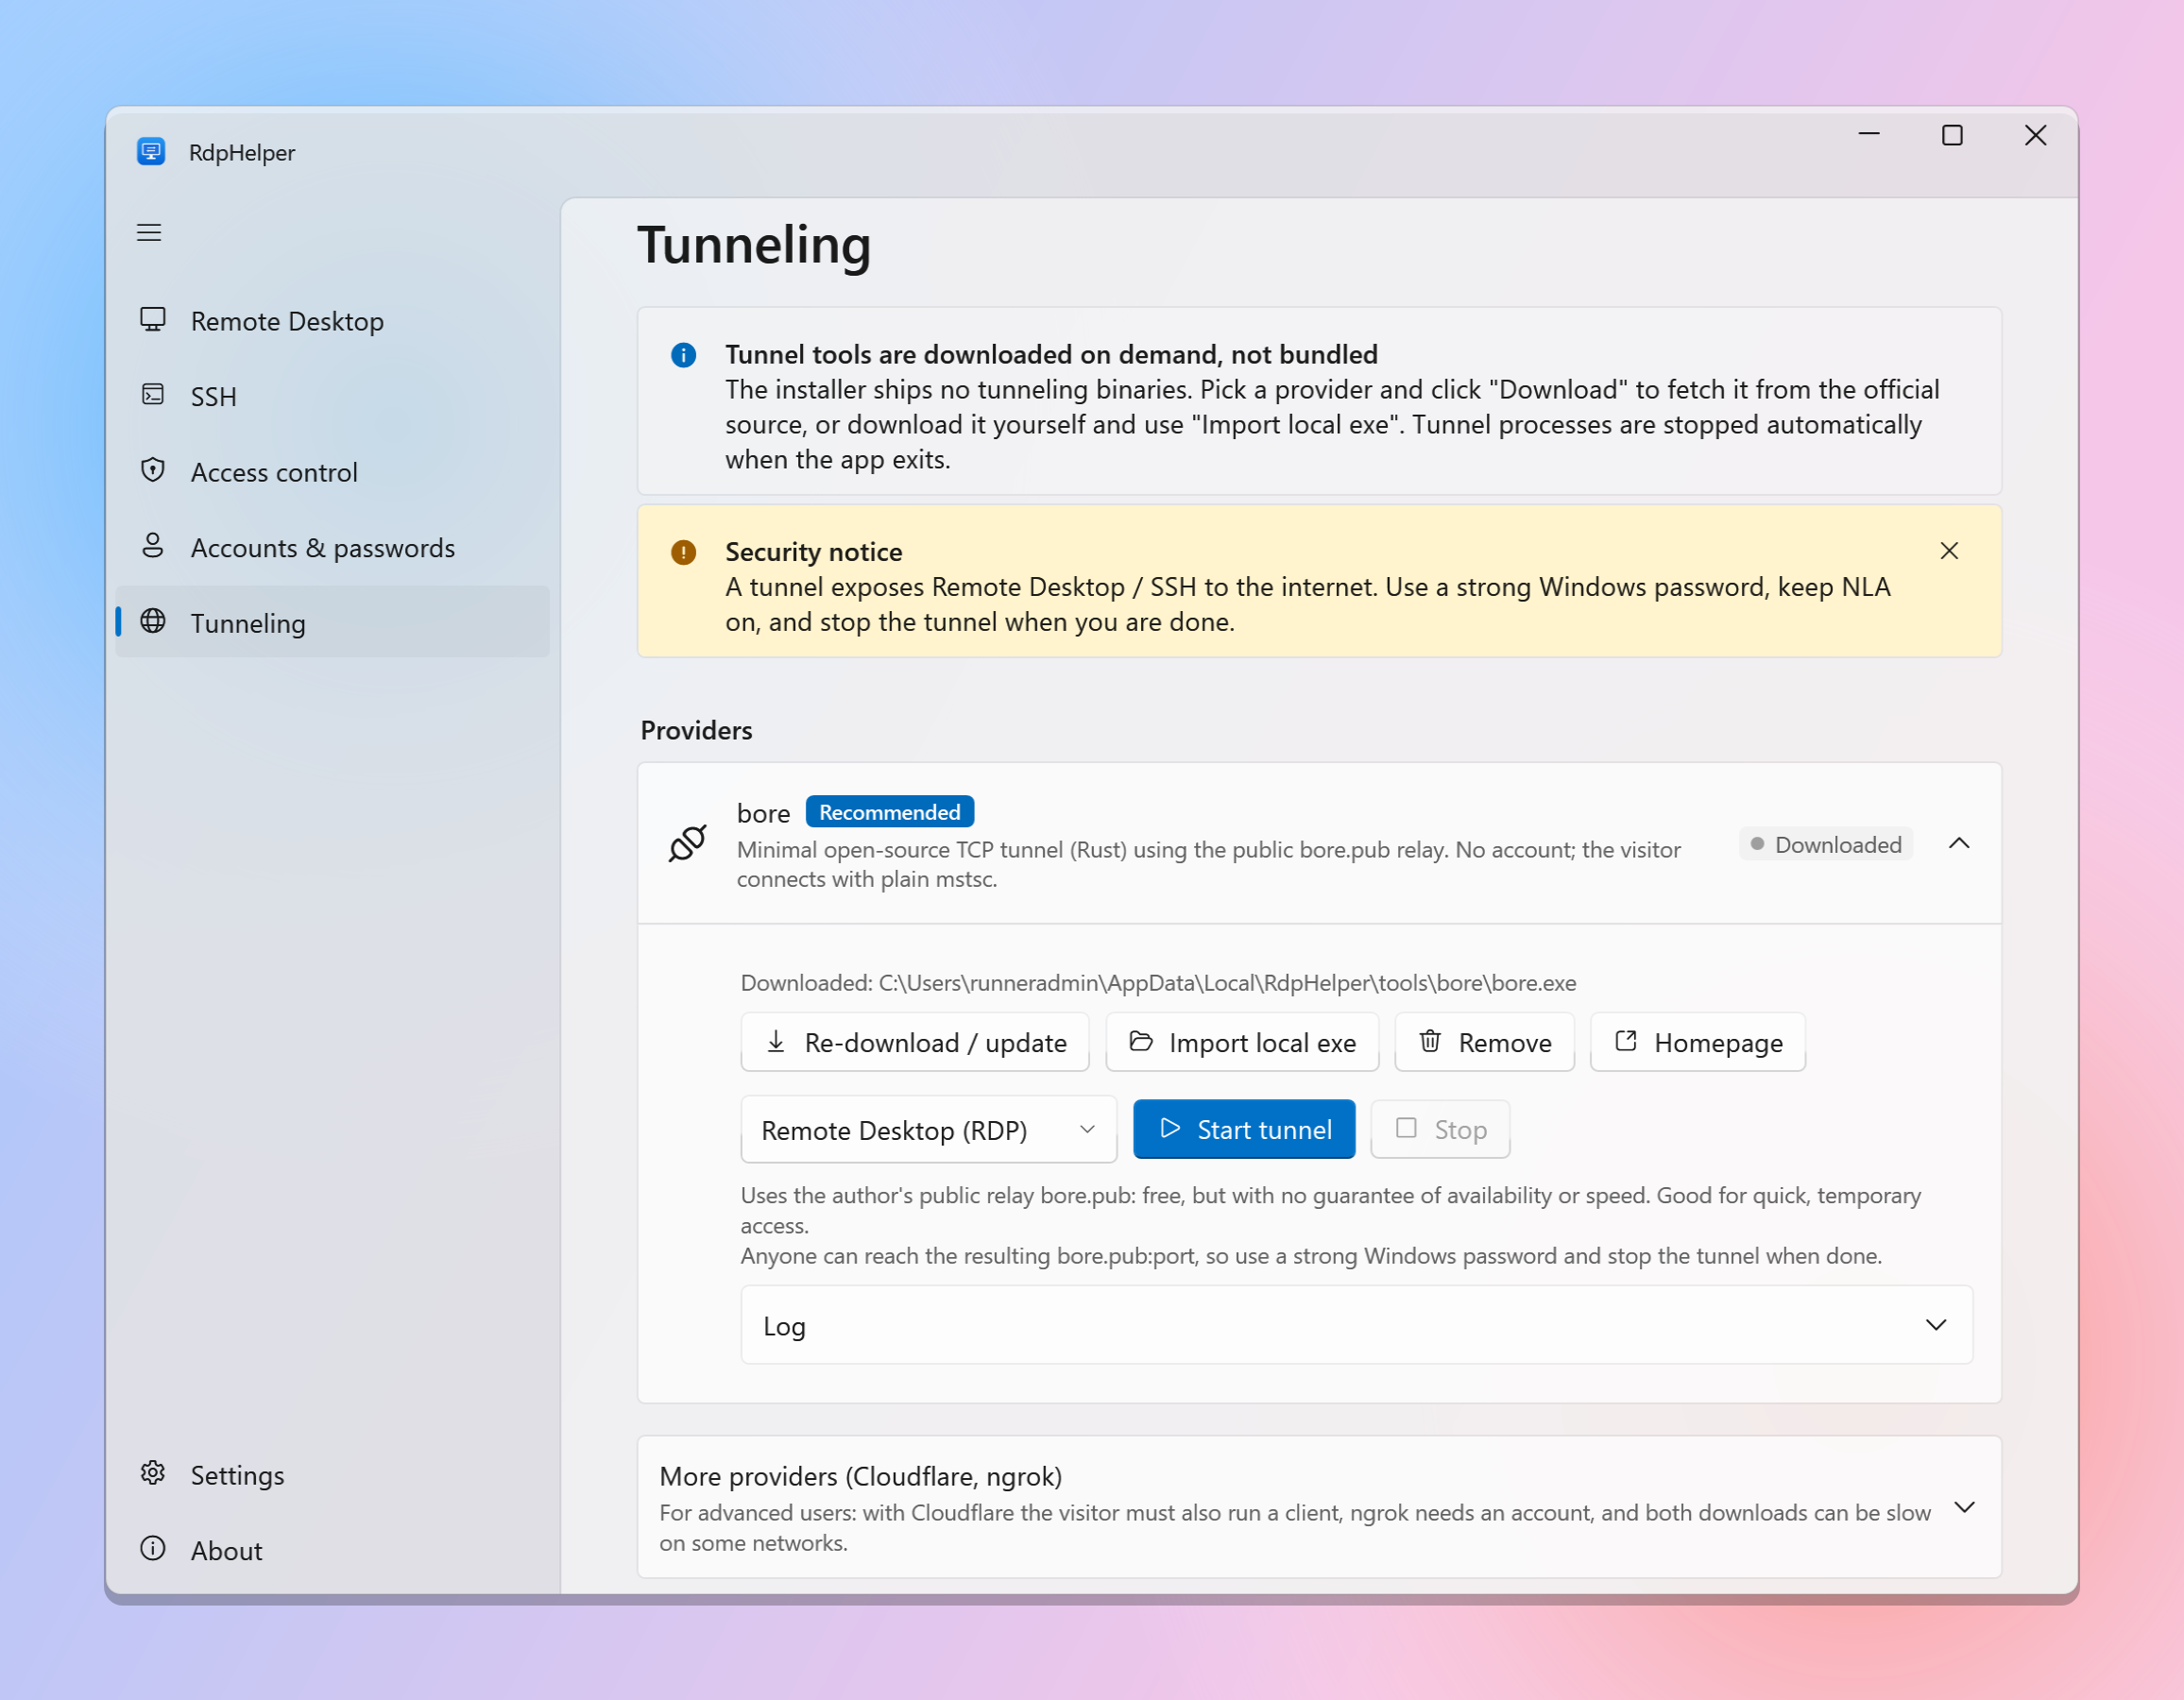 RdpHelper
Remote Desktop
SSH
Access control
Accounts & passwords
Tunneling
Settings
About
Tunneling
Tunnel tools are downloaded on demand, not bundled
The installer ships no tunneling binaries. Pick a provider and click "Download" to fetch it from the official
source, or download it yourself and use "Import local exe". Tunnel processes are stopped automatically
when the app exits.
Security notice
A tunnel exposes Remote Desktop / SSH to the internet. Use a strong Windows password, keep NLA
on, and stop the tunnel when you are done.
Providers
bore Recommended
Minimal open-source TCP tunnel (Rust) using the public bore.pub relay. No account; the visitor
connects with plain mstsc.
Downloaded
Downloaded: C:\Users\runneradmin\AppData\Local\RdpHelper\tools\bore\bore.exe
Re-download / update Import local exe Remove Homepage
Remote Desktop (RDP) Start tunnel Stop
Uses the author's public relay bore.pub: free, but with no guarantee of availability or speed. Good for quick, temporary
access.
Anyone can reach the resulting bore.pub:port, so use a strong Windows password and stop the tunnel when done.
Log
More providers (Cloudflare, ngrok)
For advanced users: with Cloudflare the visitor must also run a client, ngrok needs an account, and both downloads can be slow
on some networks.